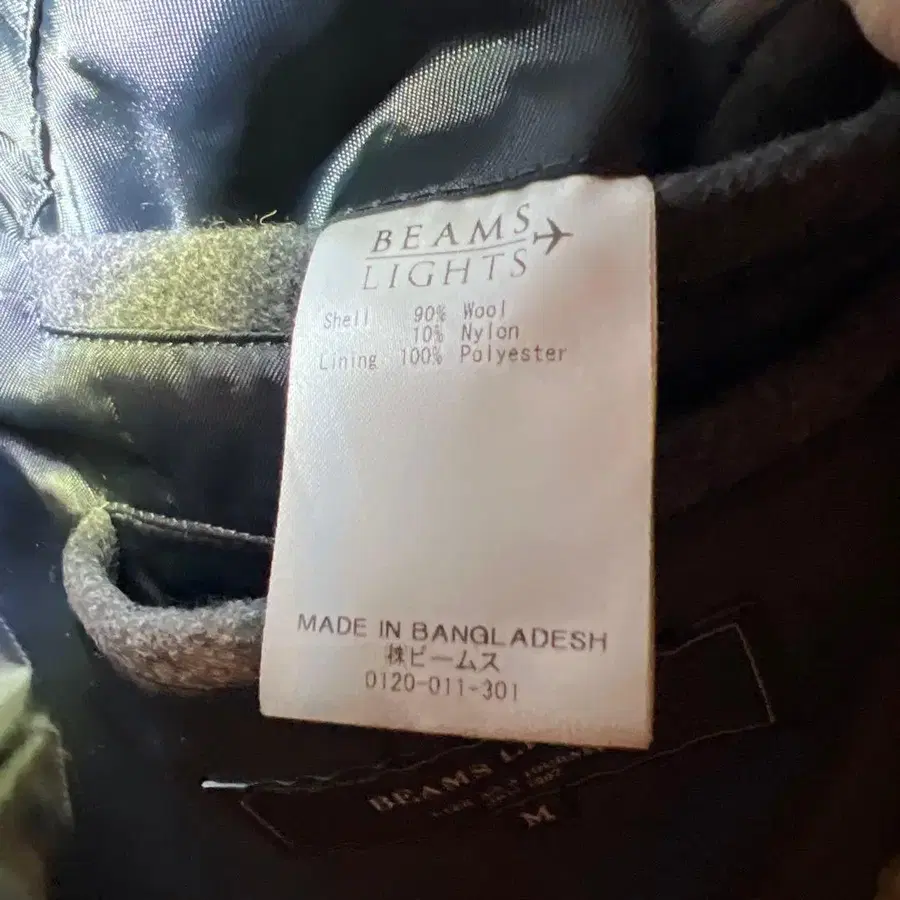 BEAMS
LIGHTS
Shell 90% Wool
10% Nylon
Lining 100% Polyester
MADE IN BANGLADESH
㈱ビームス
0120-011-301
BEAMS
M